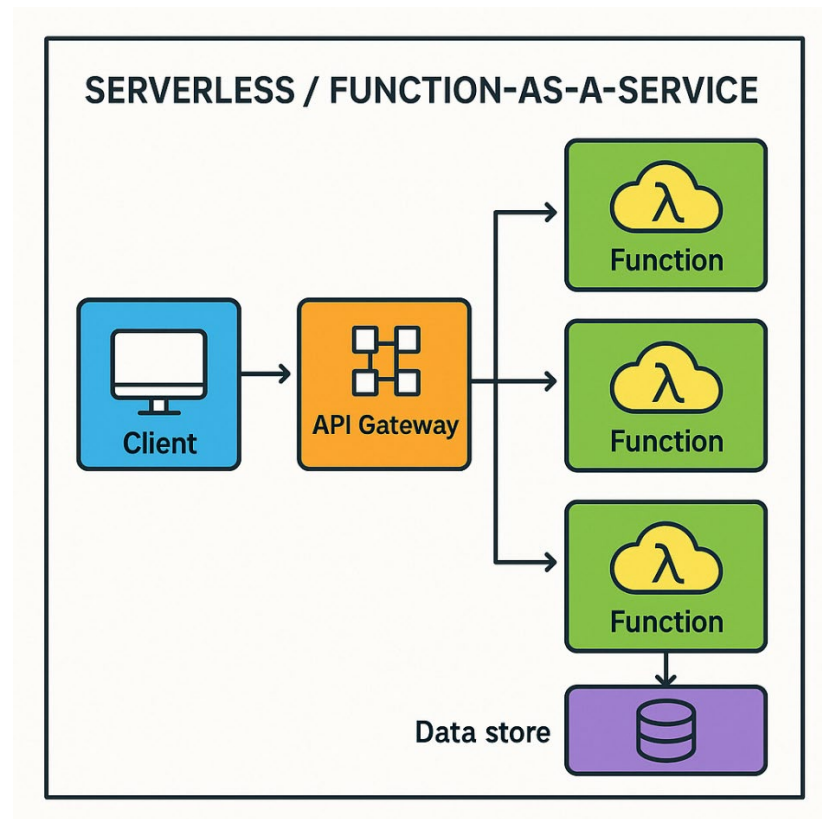 SERVERLESS / FUNCTION-AS-A-SERVICE
λ
Function
Client
API Gateway
λ
Function
λ
Function
Data store